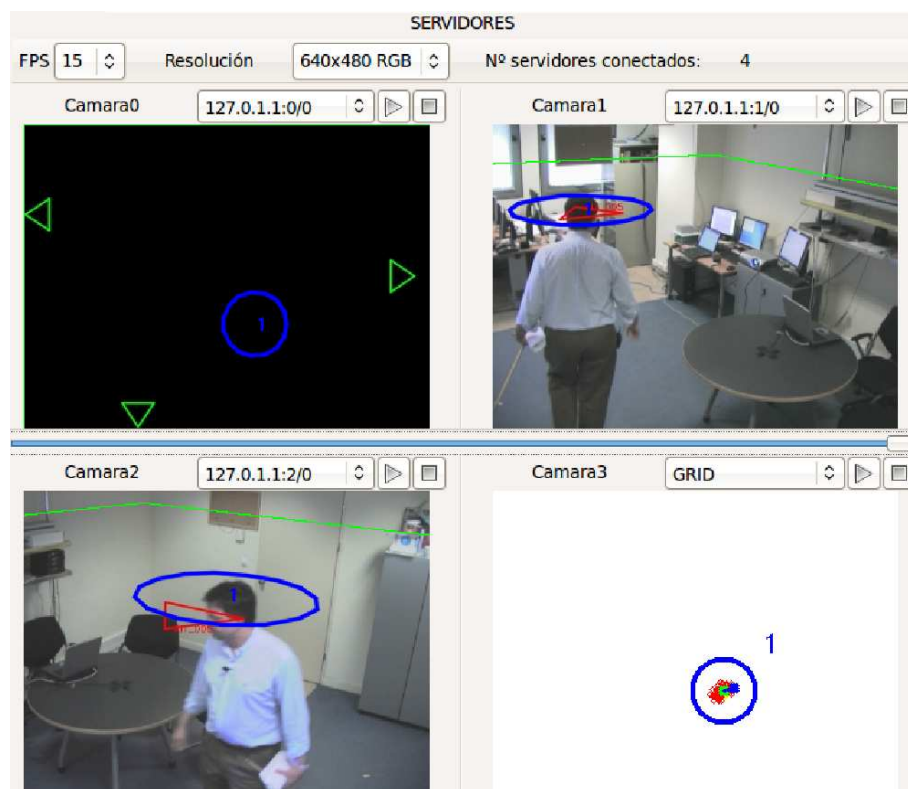 SERVIDORES
FPS 15 Resolución 640x480 RGB Nº servidores conectados: 4
Camara0 127.0.1.1:0/0
Camara1 127.0.1.1:1/0
1
Camara2 127.0.1.1:2/0
Camara3 GRID
1
1